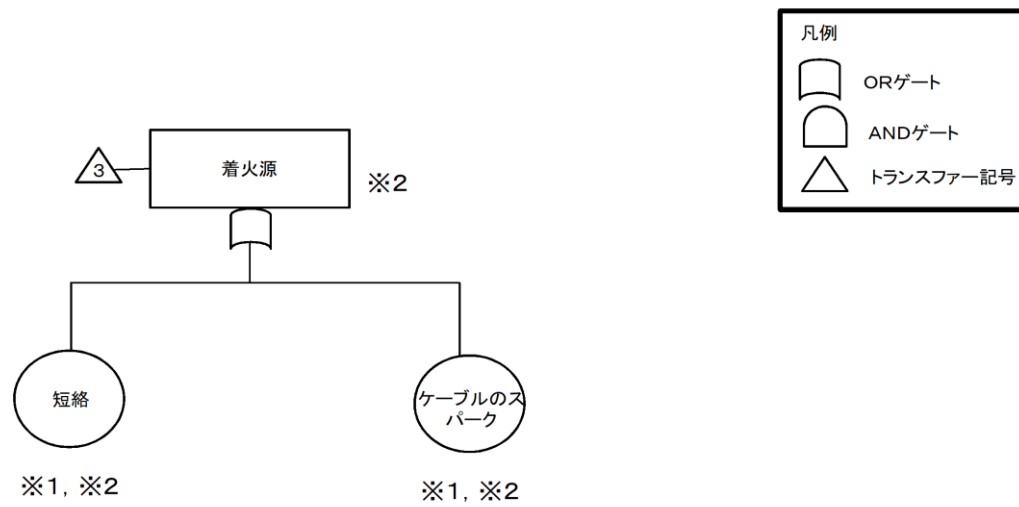 凡例
ORゲート
ANDゲート
トランスファー記号
3
着火源
※2
短絡
ケーブルのス
パーク
※1, ※2
※1, ※2